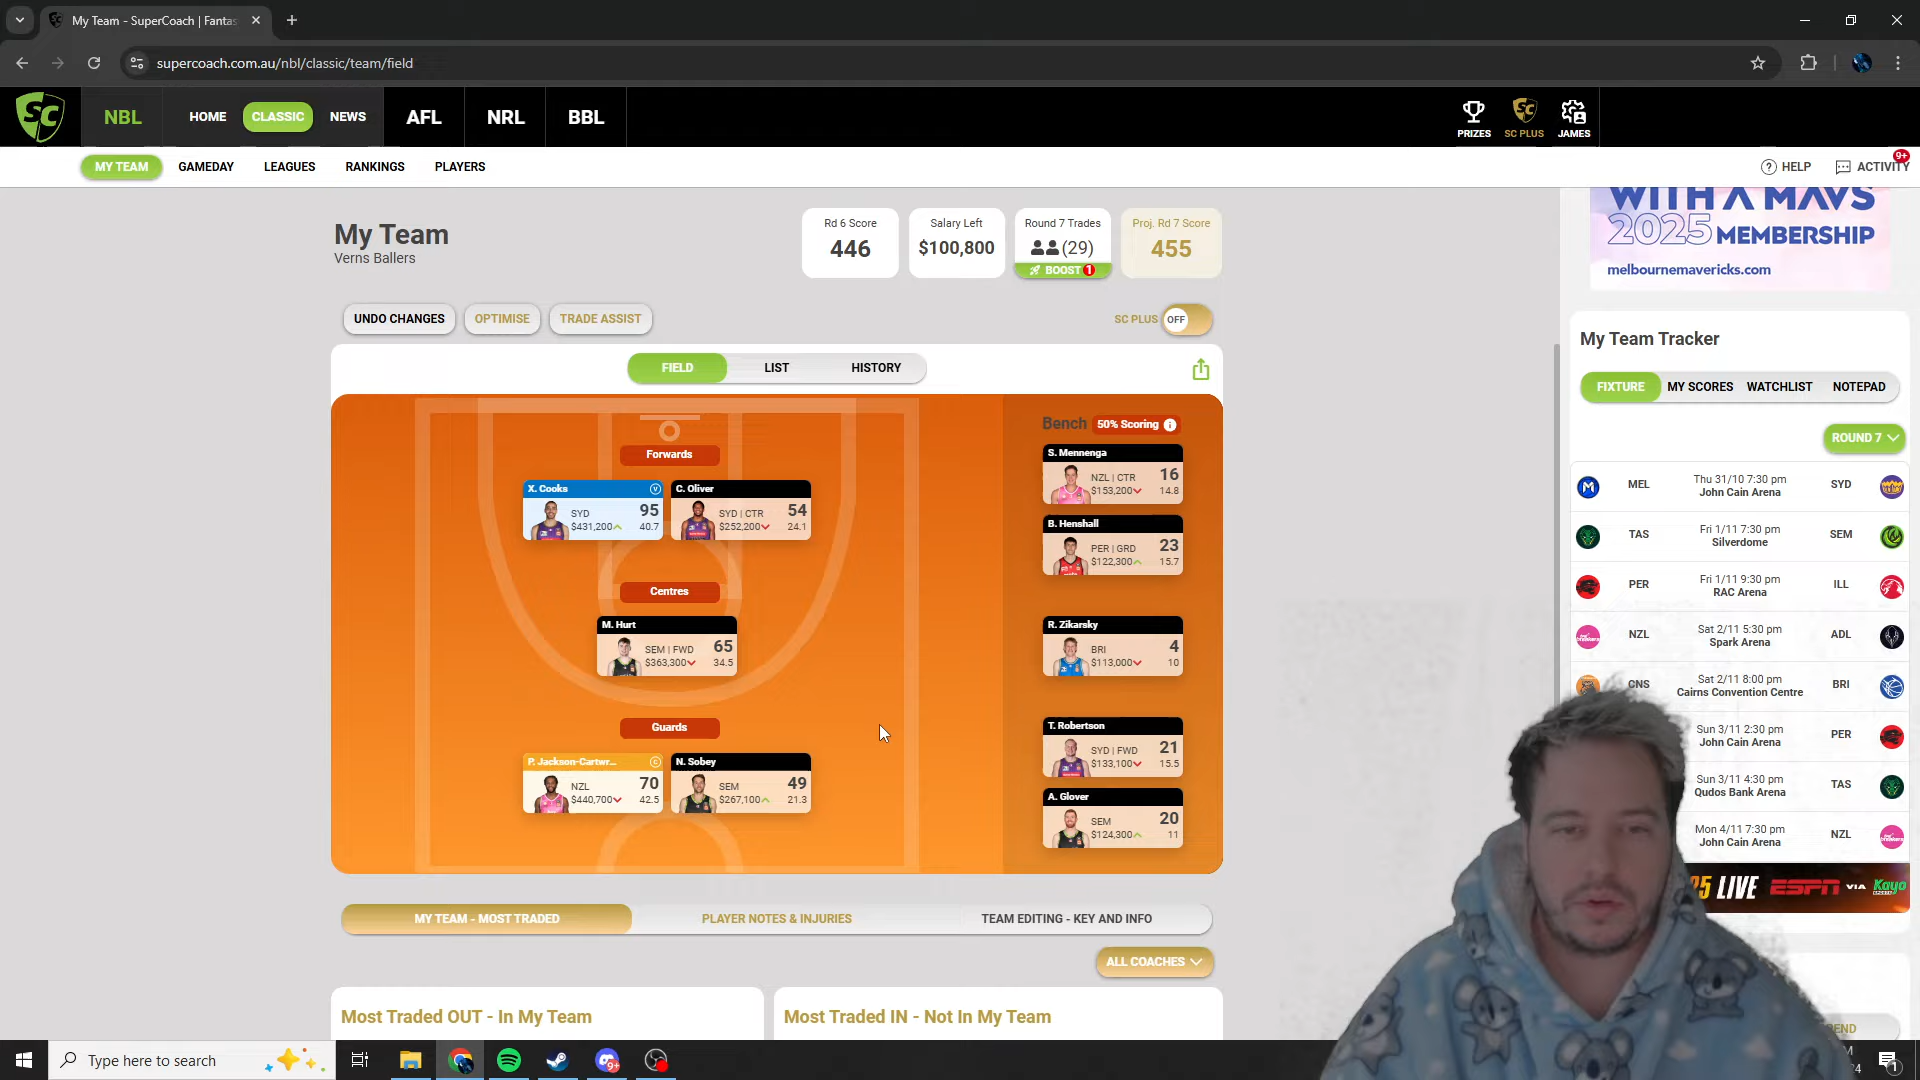 My Team - SuperCoach | Fantas
supercoach.com.au/nbl/classic/team/field
SC
NBL
HOME
CLASSIC
NEWS
AFL
NRL
BBL
PRIZES
SC PLUS
JAMES
MY TEAM
GAMEDAY
LEAGUES
RANKINGS
PLAYERS
HELP
ACTIVITY
9+
My Team
Verns Ballers
Rd 6 Score
446
Salary Left
$100,800
Round 7 Trades
(29)
BOOST 1
Proj. Rd 7 Score
455
WITH A MAVS
2025 MEMBERSHIP
melbournemavericks.com
UNDO CHANGES
OPTIMISE
TRADE ASSIST
SC PLUS OFF
FIELD
LIST
HISTORY
Forwards
X. Cooks V
SYD 95
$431,200 40.7
C. Oliver
SYD | CTR 54
$252,200 24.1
Centres
M. Hurt
SEM | FWD 65
$363,300 34.5
Guards
P. Jackson-Cartwr... C
NZL 70
$440,700 42.5
N. Sobey
SEM 49
$267,100 21.3
Bench 50% Scoring i
S. Mennenga
NZL | CTR 16
$153,200 14.8
B. Henshall
PER | GRD 23
$122,300 15.7
R. Zikarsky
BRI 4
$113,000 10
T. Robertson
SYD | FWD 21
$133,100 15.5
A. Glover
SEM 20
$124,300 11
My Team Tracker
FIXTURE
MY SCORES
WATCHLIST
NOTEPAD
ROUND 7
MEL Thu 31/10 7:30 pm SYD
John Cain Arena
TAS Fri 1/11 7:30 pm SEM
Silverdome
PER Fri 1/11 9:30 pm ILL
RAC Arena
NZL Sat 2/11 5:30 pm ADL
Spark Arena
CNS Sat 2/11 8:00 pm BRI
Cairns Convention Centre
Sun 3/11 2:30 pm PER
John Cain Arena
Sun 3/11 4:30 pm TAS
Qudos Bank Arena
Mon 4/11 7:30 pm NZL
John Cain Arena
25 LIVE ESPN VIA Kayo
MY TEAM - MOST TRADED
PLAYER NOTES & INJURIES
TEAM EDITING - KEY AND INFO
ALL COACHES
Most Traded OUT - In My Team
Most Traded IN - Not In My Team
Type here to search
9+
1